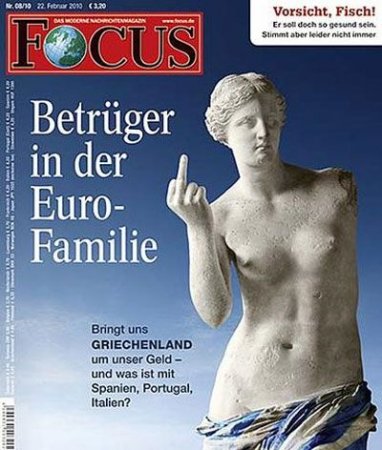 Nr. 08/10 22. Februar 2010 € 3,20
DAS MODERNE NACHRICHTENMAGAZIN www.focus.de
FOCUS
Vorsicht, Fisch!
Er soll doch so gesund sein.
Stimmt aber leider nicht immer
Betrüger
in der
Euro-
Familie
Bringt uns
GRIECHENLAND
um unser Geld –
und was ist mit
Spanien, Portugal,
Italien?